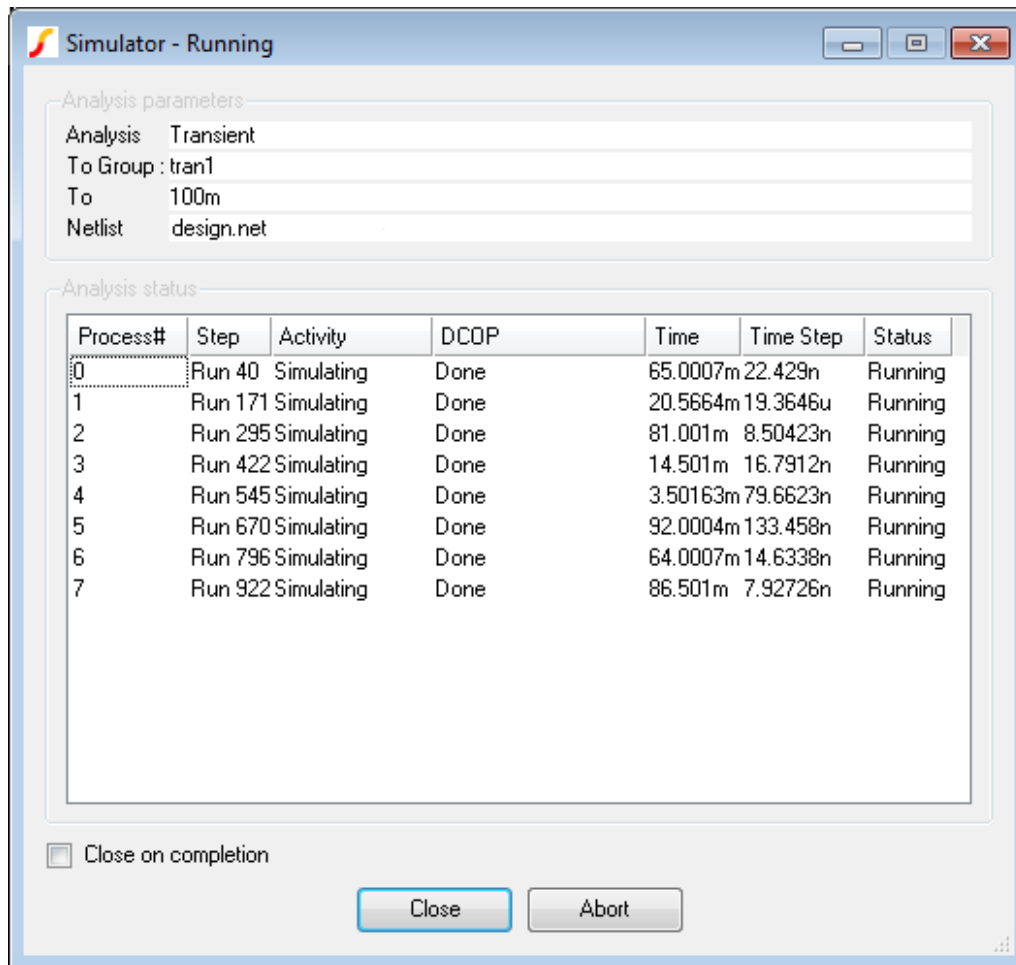 Simulator - Running
Analysis parameters
Analysis Transient
To Group : tran1
To 100m
Netlist design.net
Analysis status
Process# Step Activity DCOP Time Time Step Status
0 Run 40 Simulating Done 65.0007m 22.429n Running
1 Run 171 Simulating Done 20.5664m 19.3646u Running
2 Run 295 Simulating Done 81.001m 8.50423n Running
3 Run 422 Simulating Done 14.501m 16.7912n Running
4 Run 545 Simulating Done 3.50163m 79.6623n Running
5 Run 670 Simulating Done 92.0004m 133.458n Running
6 Run 796 Simulating Done 64.0007m 14.6338n Running
7 Run 922 Simulating Done 86.501m 7.92726n Running
Close on completion
Close Abort